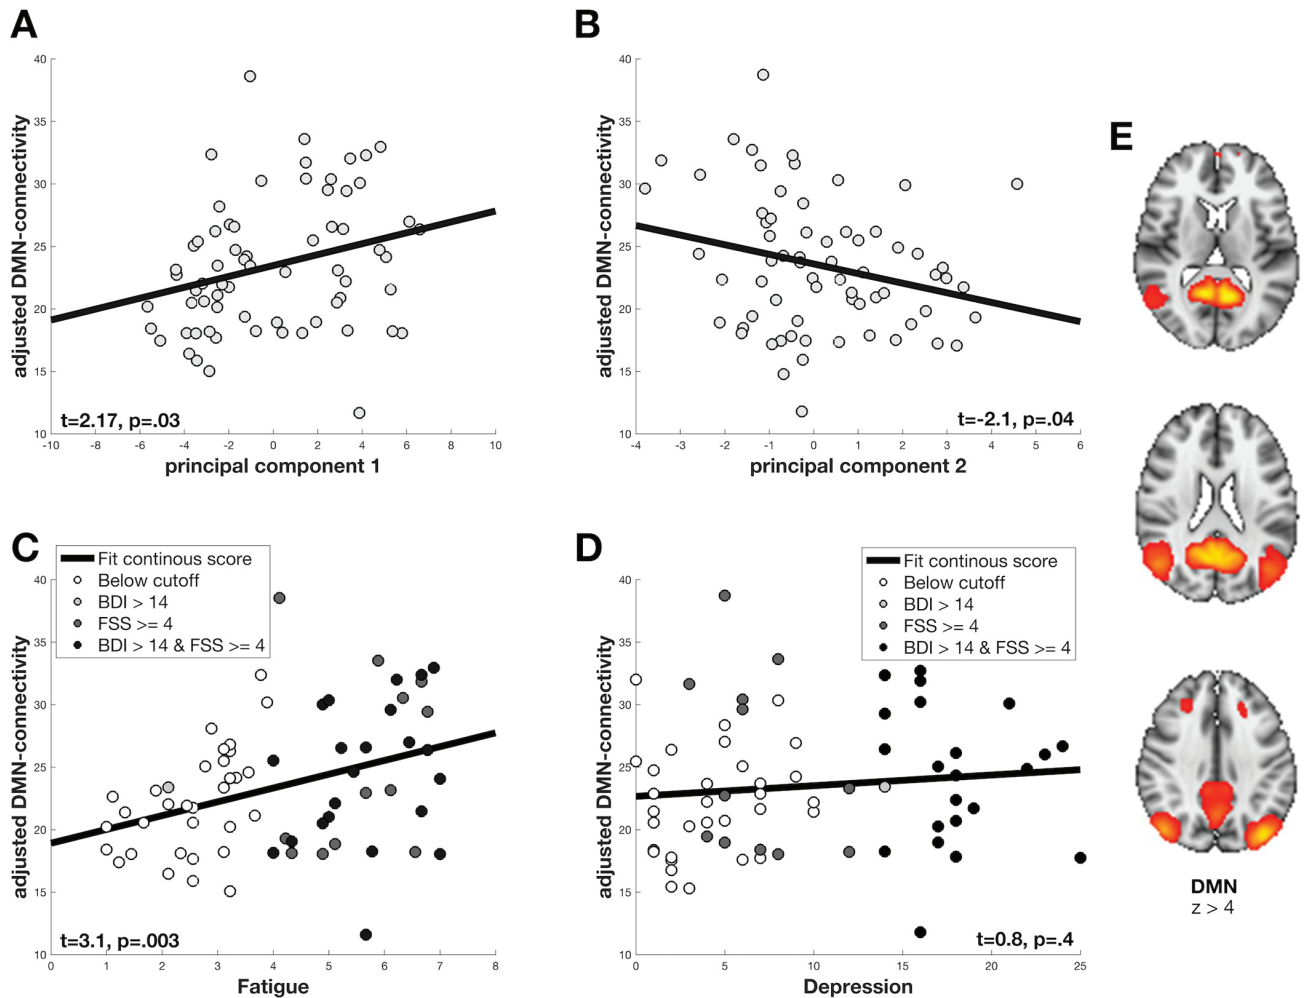 A
adjusted DMN-connectivity
40
35
30
25
20
15
10
t=2.17, p=.03
-10 -8 -6 -4 -2 0 2 4 6 8 10
principal component 1
B
adjusted DMN-connectivity
40
35
30
25
20
15
10
t=-2.1, p=.04
-4 -3 -2 -1 0 1 2 3 4 5 6
principal component 2
C
Fit continous score
Below cutoff
BDI > 14
FSS >= 4
BDI > 14 & FSS >= 4
adjusted DMN-connectivity
40
35
30
25
20
15
10
t=3.1, p=.003
0 1 2 3 4 5 6 7 8
Fatigue
D
Fit continous score
Below cutoff
BDI > 14
FSS >= 4
BDI > 14 & FSS >= 4
adjusted DMN-connectivity
40
35
30
25
20
15
10
t=0.8, p=.4
0 5 10 15 20 25
Depression
E
DMN
z > 4